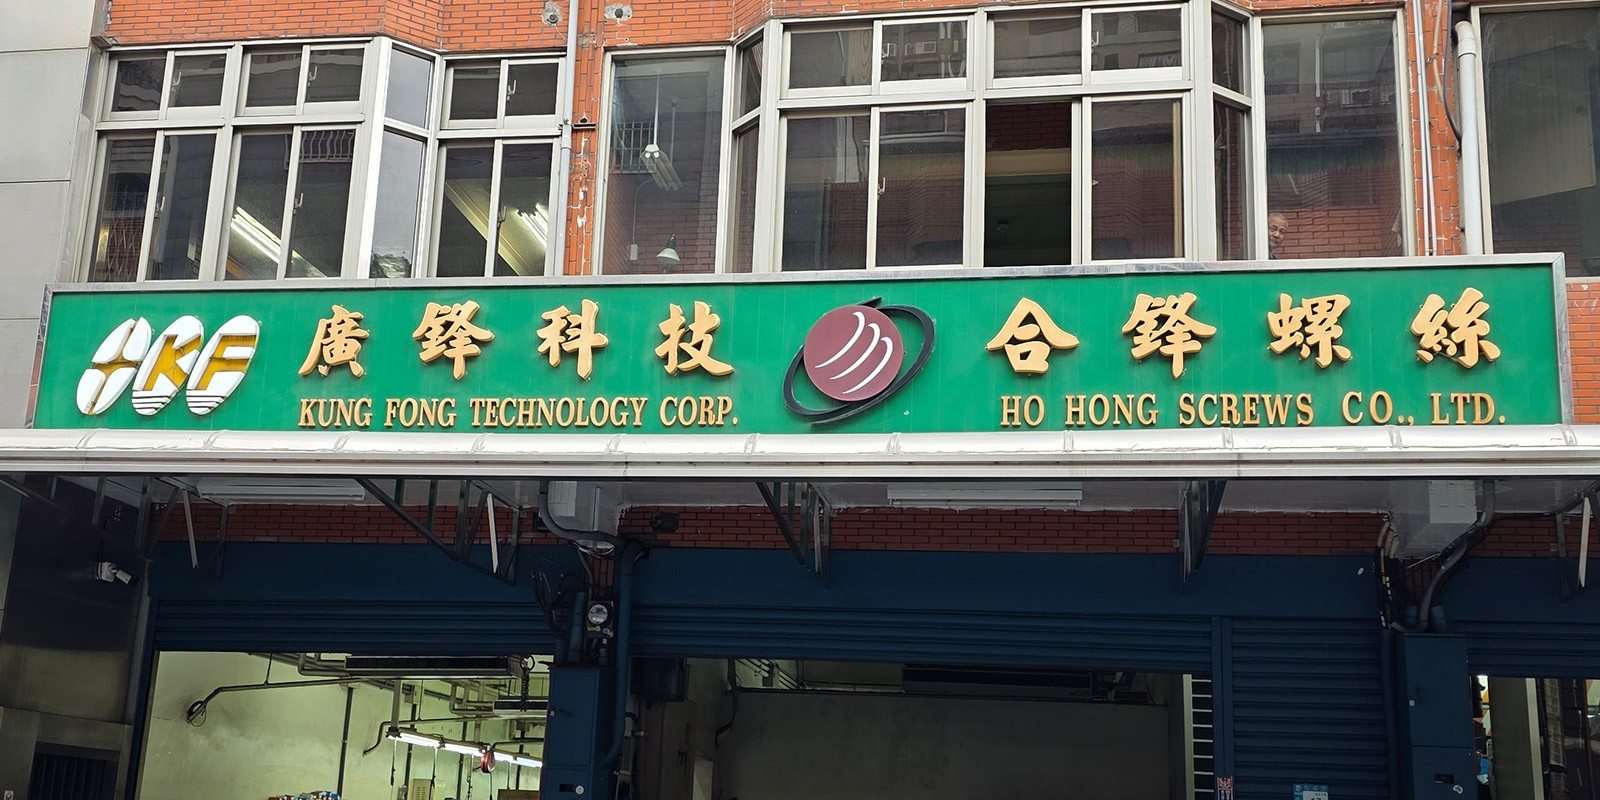 KF
廣鋒科技
KUNG FONG TECHNOLOGY CORP.
合鋒螺絲
HO HONG SCREWS CO., LTD.